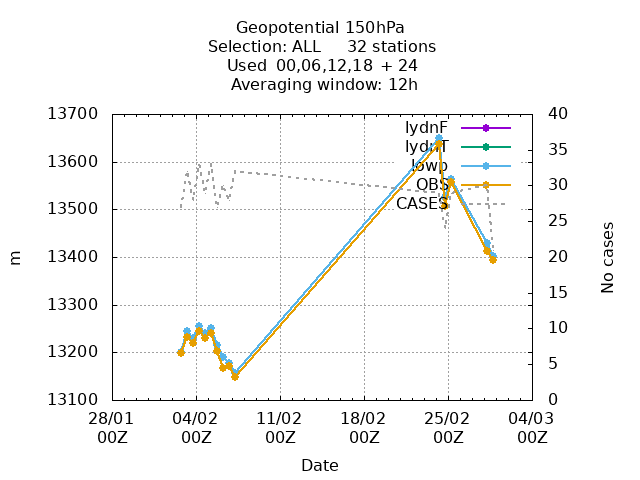 Geopotential 150hPa
Selection: ALL 32 stations
Used 00,06,12,18 + 24
Averaging window: 12h
13700
13600
13500
13400
13300
13200
13100
m
40
35
30
25
20
15
10
5
0
No cases
lydnF
lydnT
lowp
OBS
CASES
28/01 04/02 11/02 18/02 25/02 04/03
00Z 00Z 00Z 00Z 00Z 00Z
Date